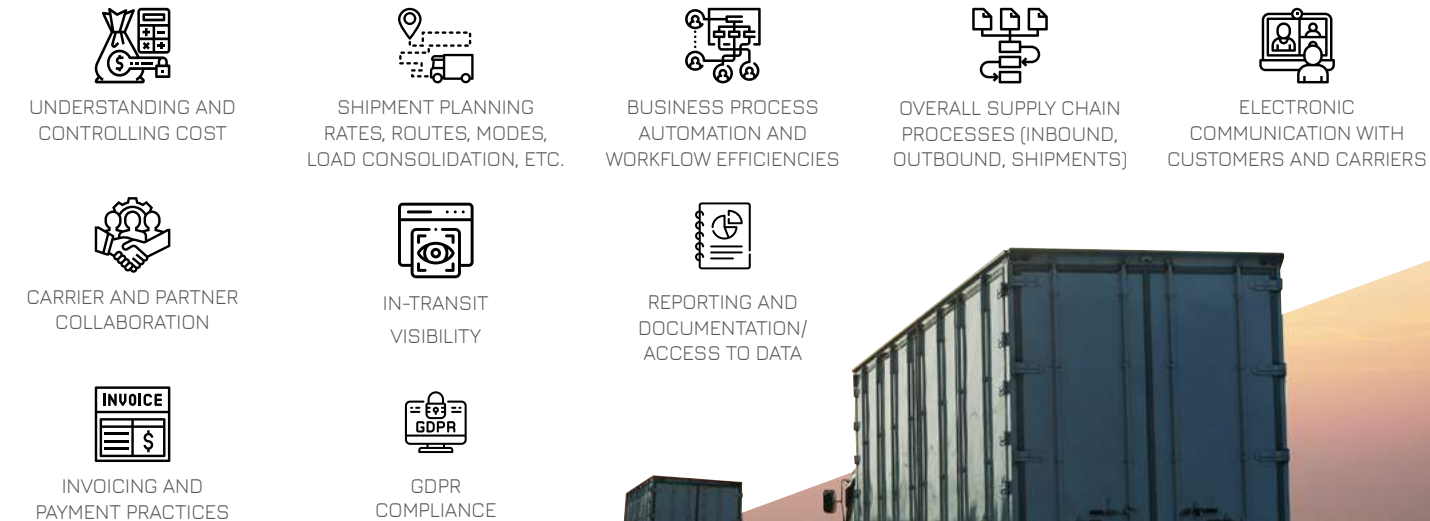 UNDERSTANDING AND
CONTROLLING COST
SHIPMENT PLANNING
RATES, ROUTES, MODES,
LOAD CONSOLIDATION, ETC.
BUSINESS PROCESS
AUTOMATION AND
WORKFLOW EFFICIENCIES
OVERALL SUPPLY CHAIN
PROCESSES (INBOUND,
OUTBOUND, SHIPMENTS)
ELECTRONIC
COMMUNICATION WITH
CUSTOMERS AND CARRIERS
CARRIER AND PARTNER
COLLABORATION
IN-TRANSIT
VISIBILITY
REPORTING AND
DOCUMENTATION/
ACCESS TO DATA
INVOICE
$
INVOICING AND
PAYMENT PRACTICES
GDPR
GDPR
COMPLIANCE